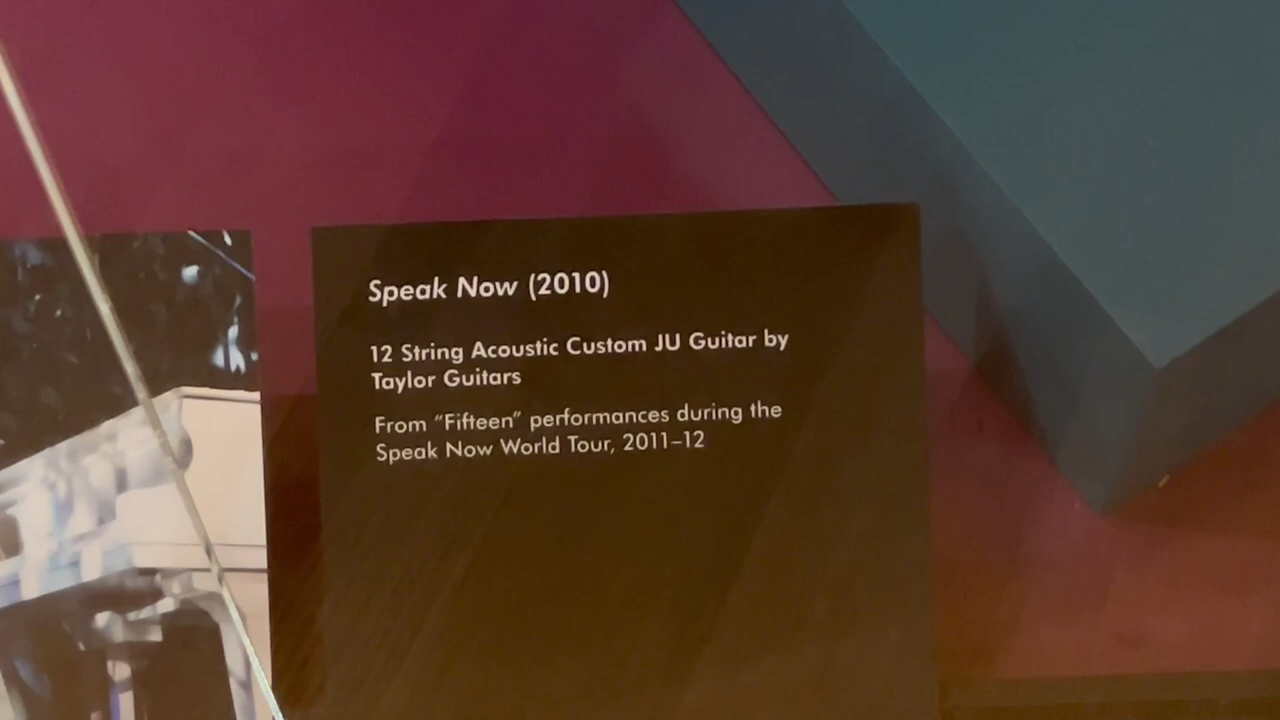 Speak Now (2010)
12 String Acoustic Custom JU Guitar by
Taylor Guitars
From “Fifteen” performances during the
Speak Now World Tour, 2011–12